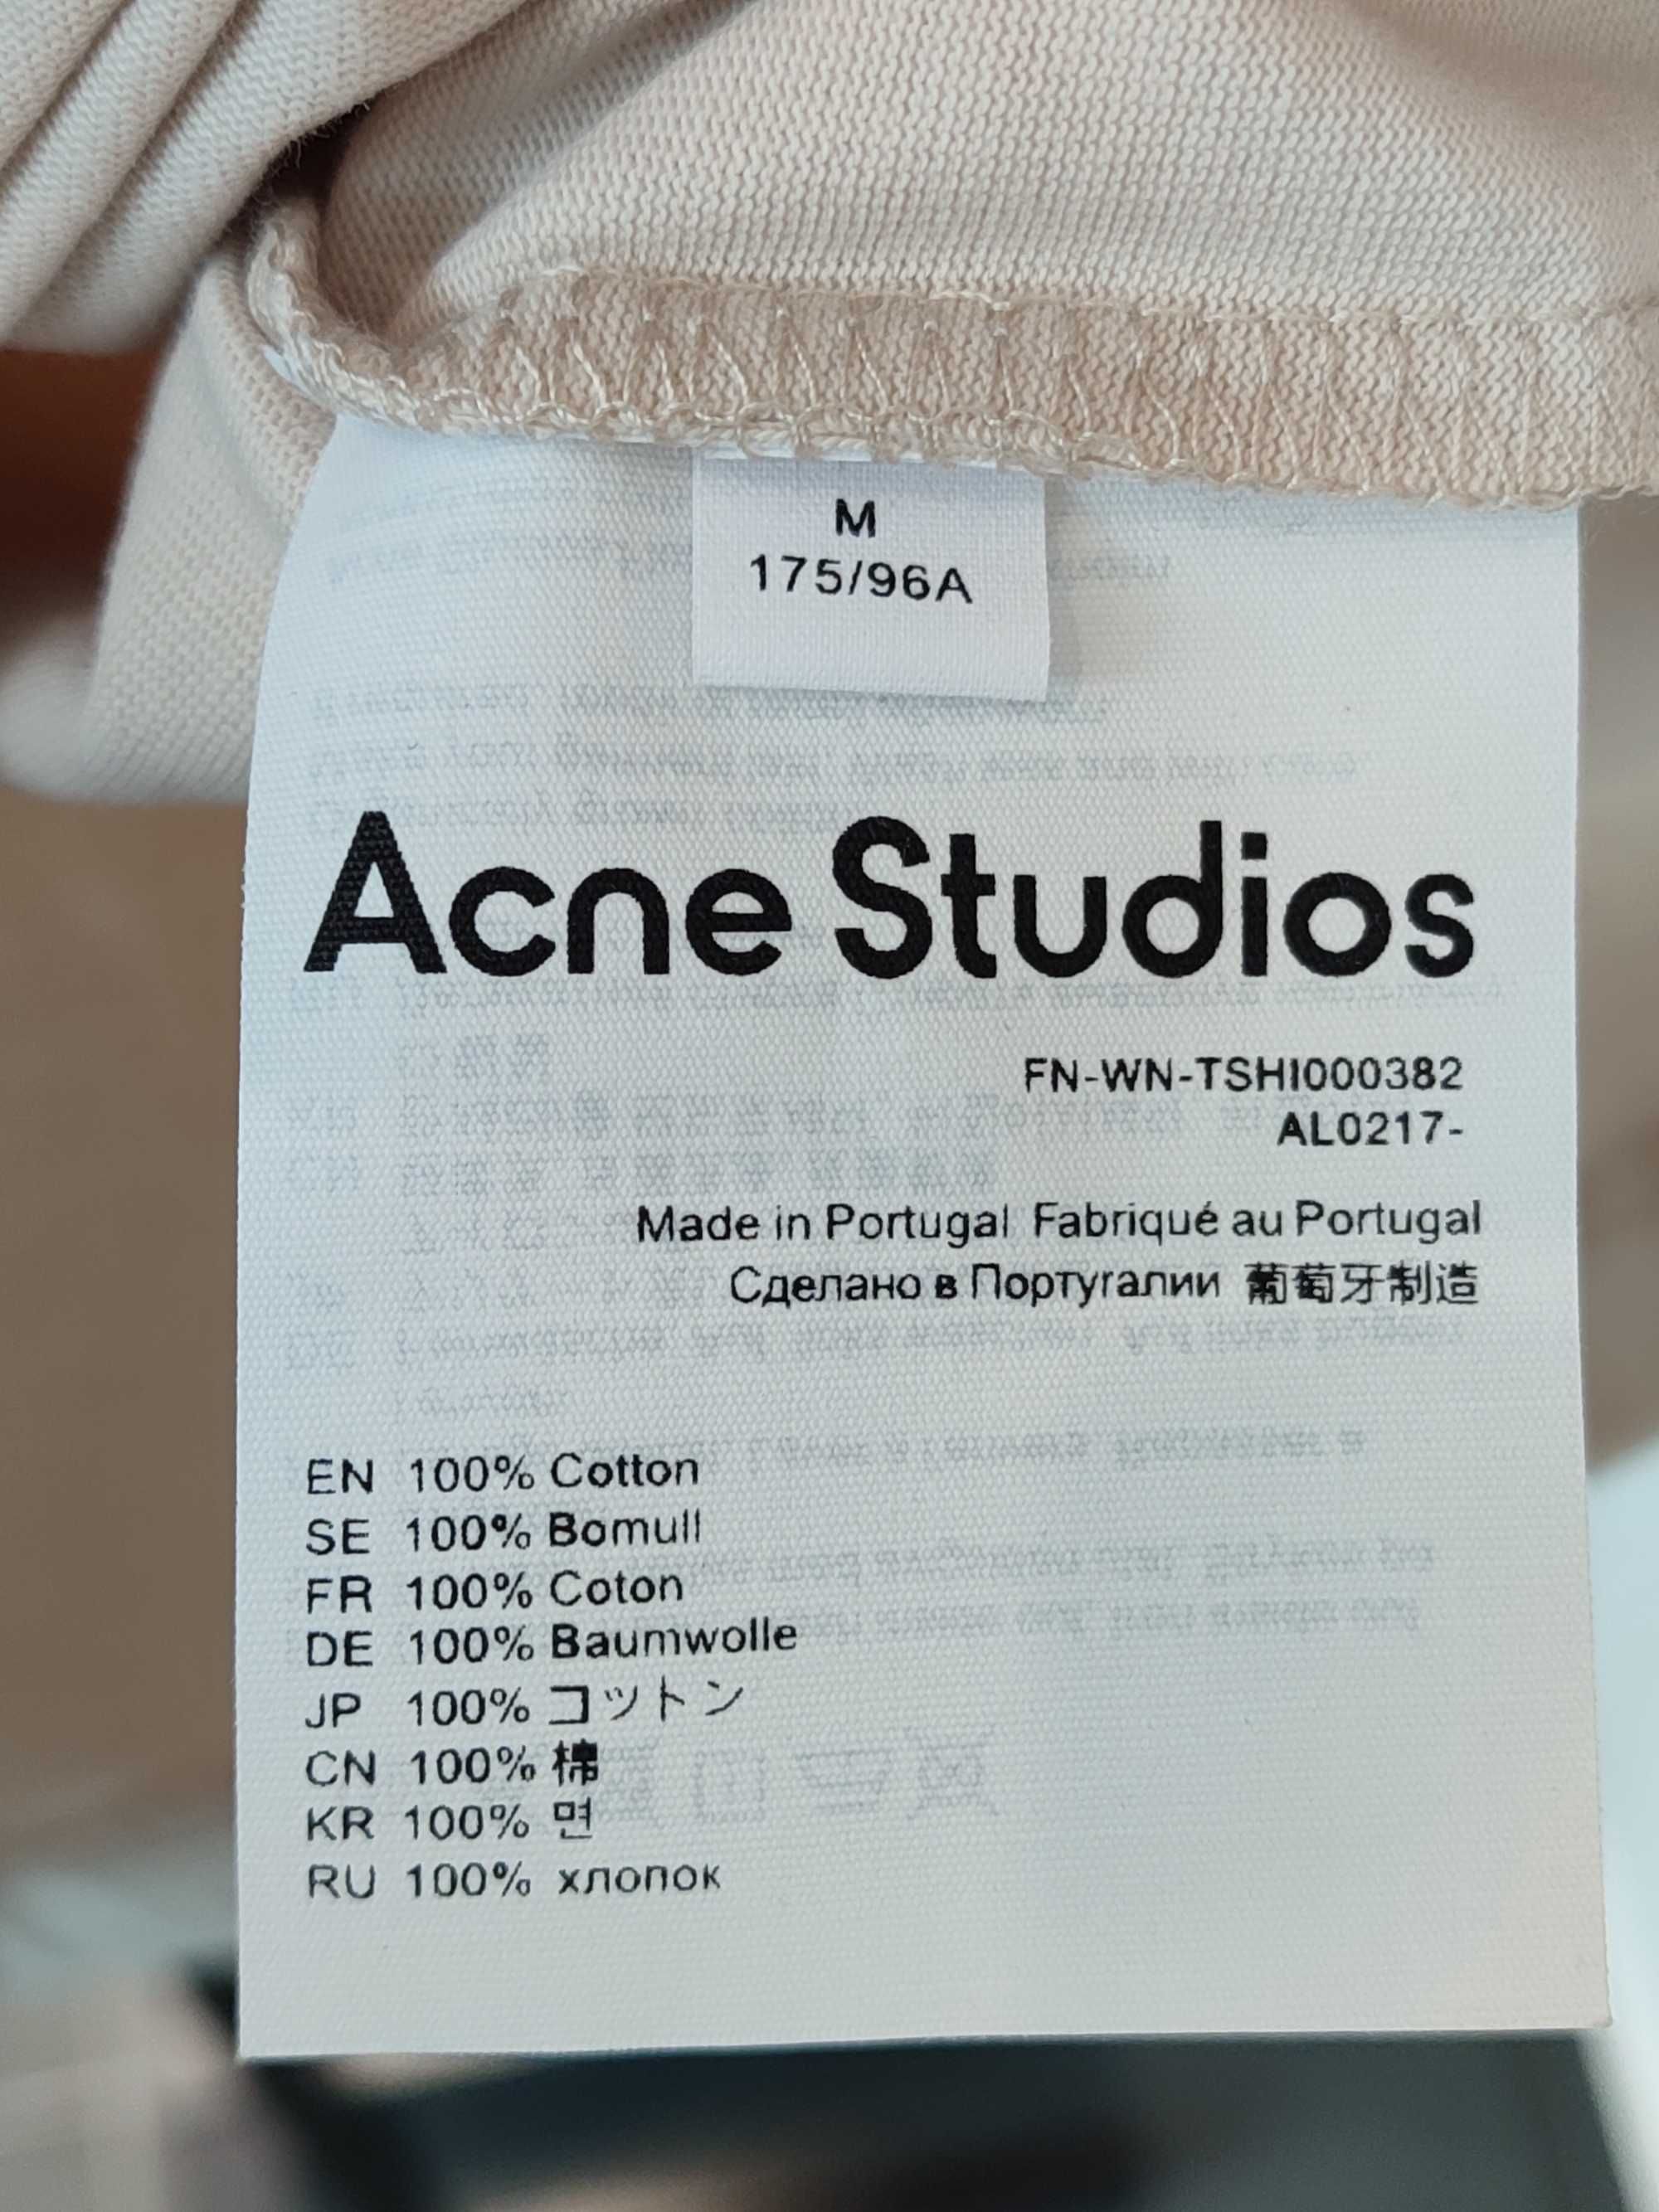 M
175/96A
Acne Studios
FN-WN-TSHI000382
AL0217-
Made in Portugal Fabriqué au Portugal
Сделано в Португалии 葡萄牙制造
EN 100% Cotton
SE 100% Bomull
FR 100% Coton
DE 100% Baumwolle
JP 100% コットン
CN 100% 棉
KR 100% 면
RU 100% хлопок